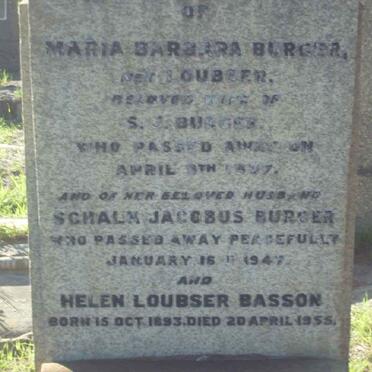 OF
MARIA BARBARA BURGER,
NEE LOUBSER,
BELOVED WIFE OF
S. J. BURGER.
WHO PASSED AWAY ON
APRIL
AND OF HER BELOVED HUSBAND
SCHALK JACOBUS BURGER
WHO PASSED AWAY PEACEFULLY
JANUARY 16TH 1947.
AND
HELEN LOUBSER BASSON
BORN 15 OCT. 1893. DIED 20 APRIL 1955.